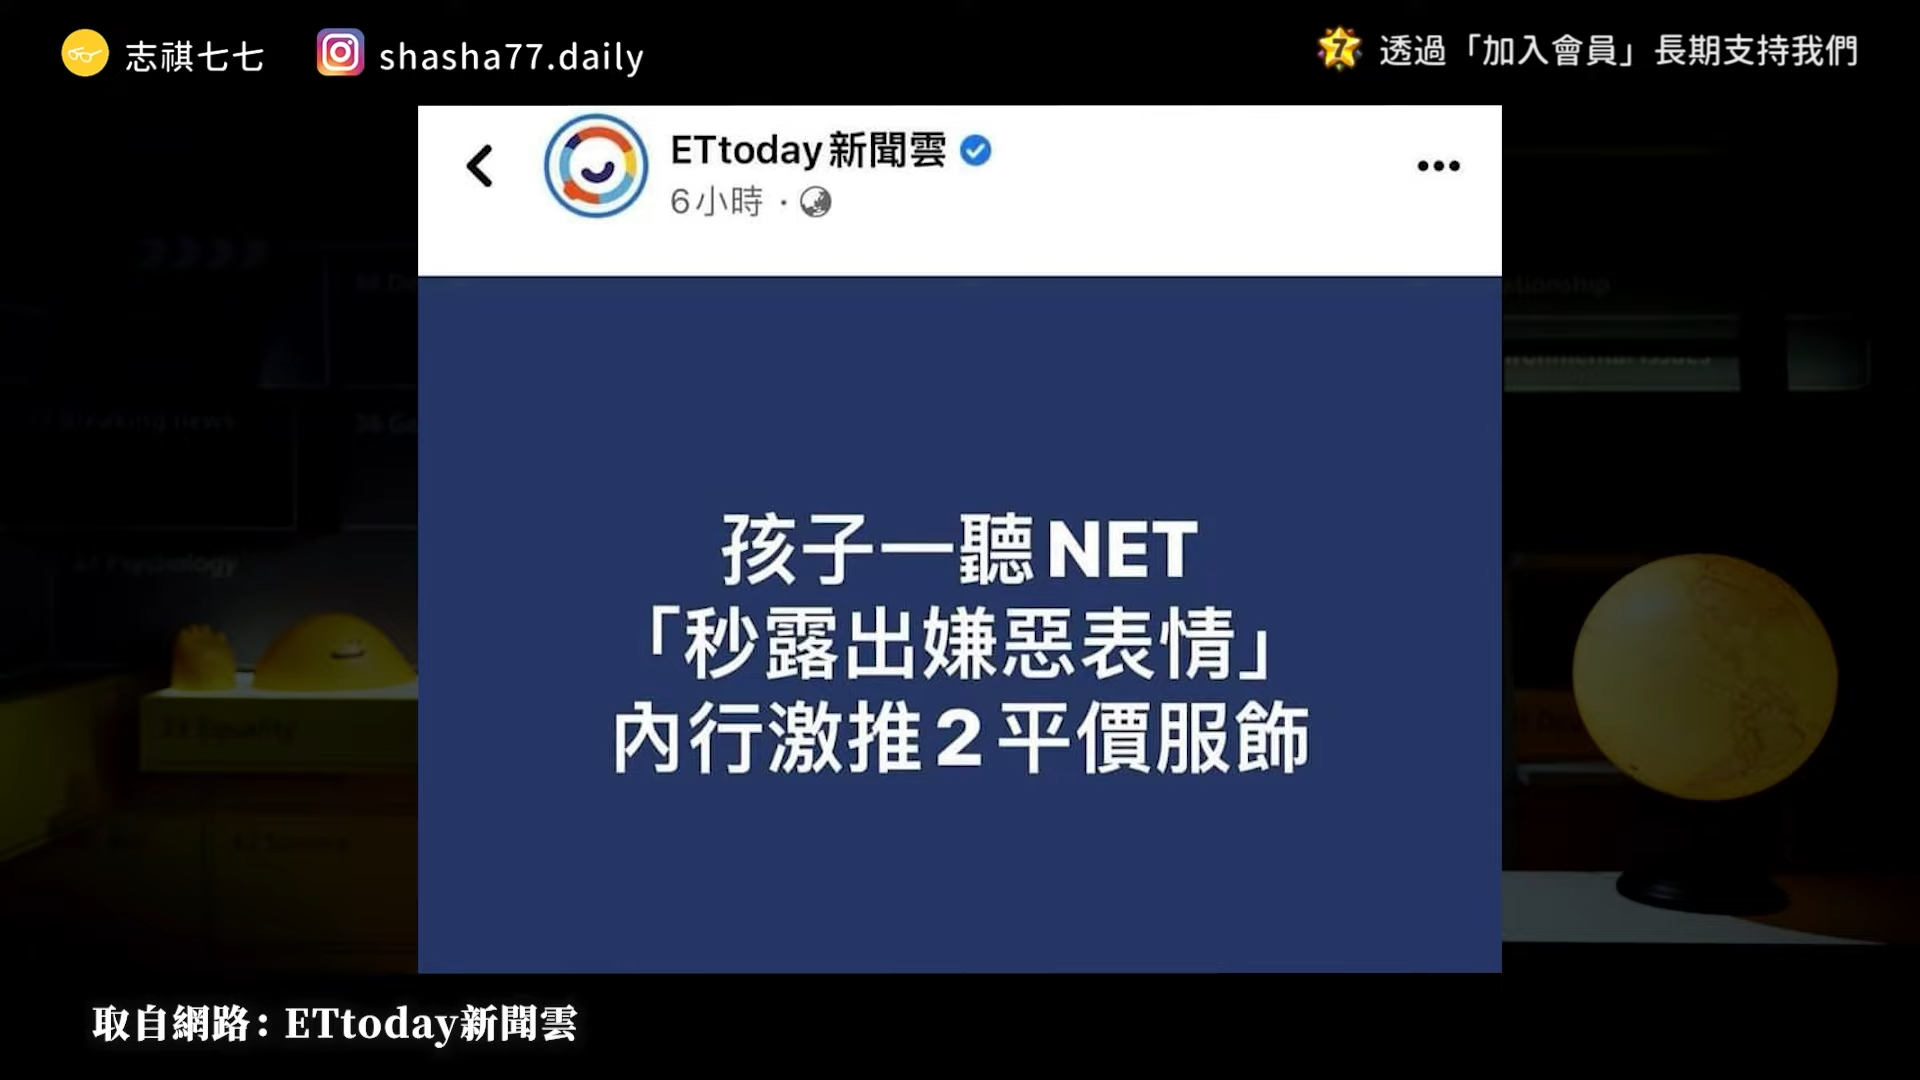 志祺七七
shasha77.daily
7 透過「加入會員」長期支持我們
ETtoday新聞雲
6小時 ·
孩子一聽NET
「秒露出嫌惡表情」
內行激推2平價服飾
取自網路：ETtoday新聞雲